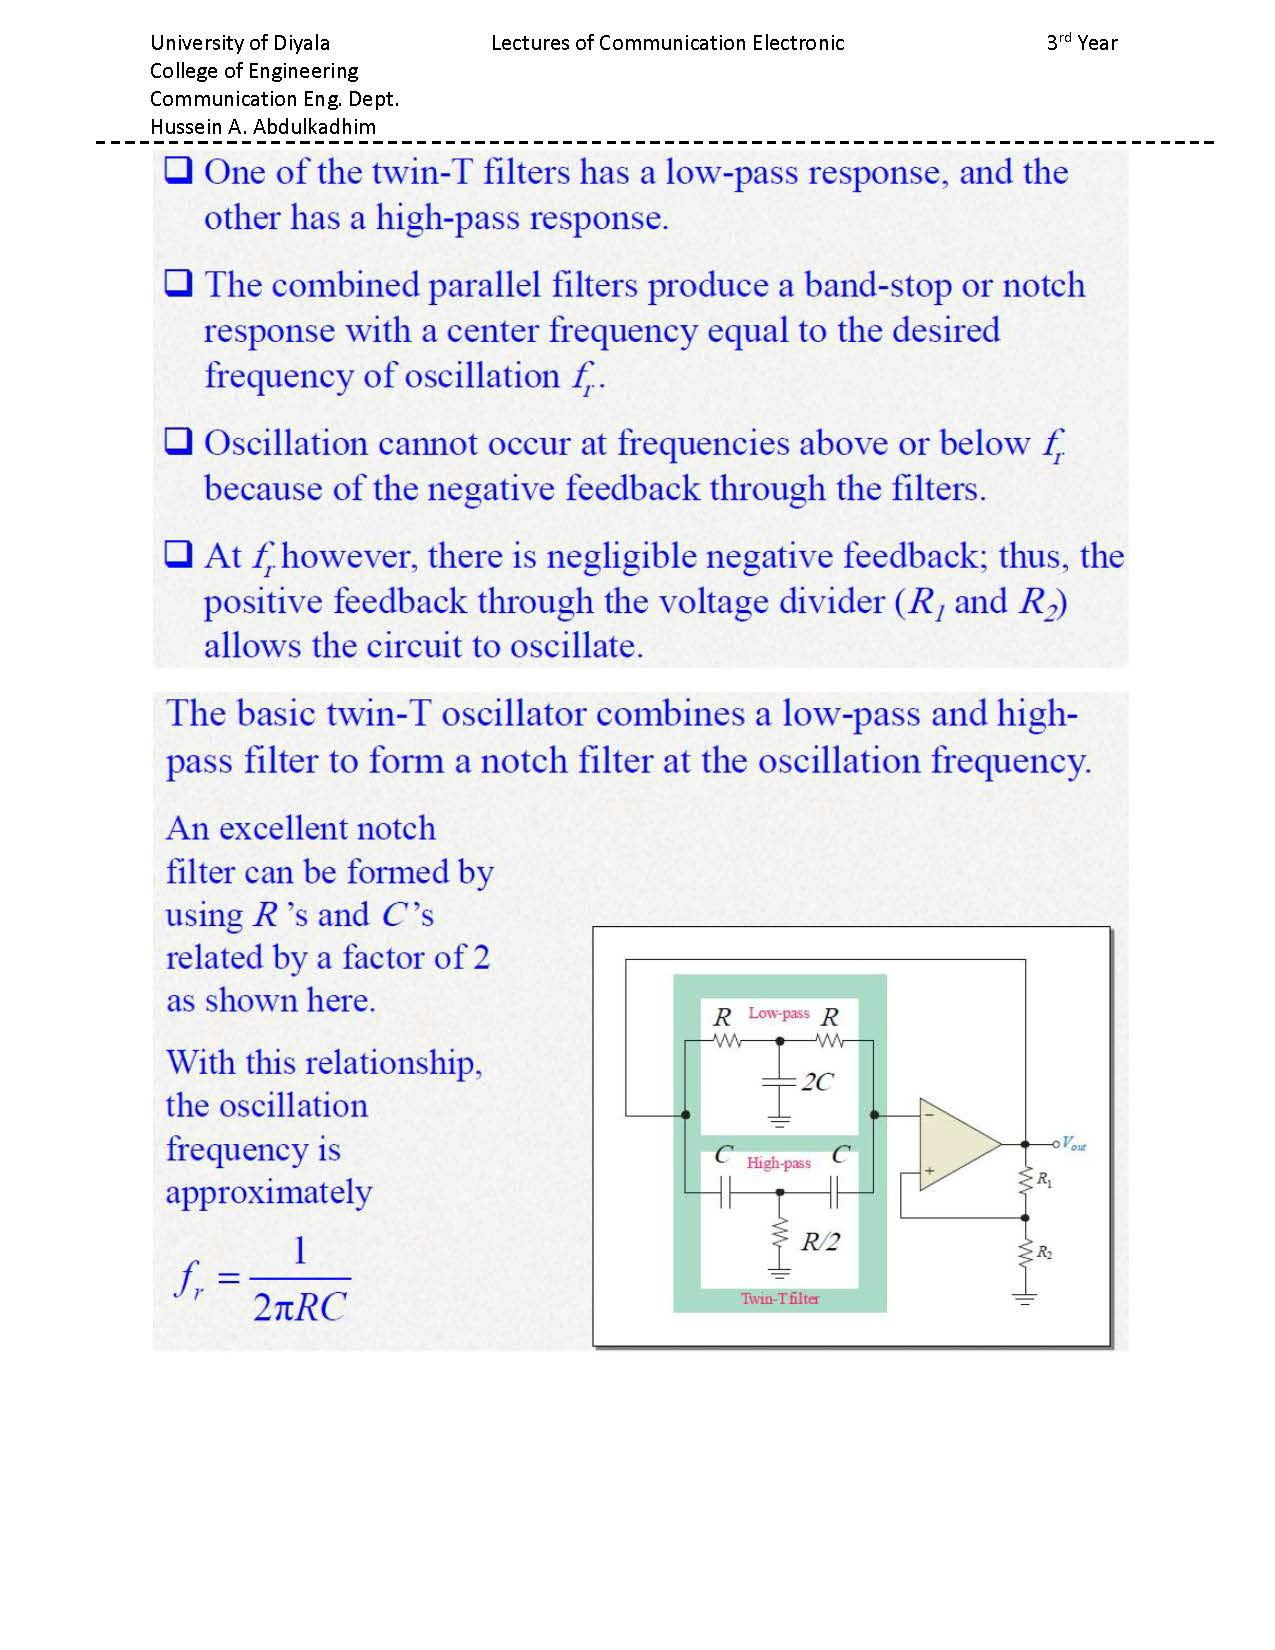 University of Diyala Lectures of Communication Electronic 3rd Year
College of Engineering
Communication Eng. Dept.
Hussein A. Abdulkadhim
❑ One of the twin-T filters has a low-pass response, and the
other has a high-pass response.
❑ The combined parallel filters produce a band-stop or notch
response with a center frequency equal to the desired
frequency of oscillation fr.
❑ Oscillation cannot occur at frequencies above or below fr
because of the negative feedback through the filters.
❑ At fr however, there is negligible negative feedback; thus, the
positive feedback through the voltage divider (R1 and R2)
allows the circuit to oscillate.
The basic twin-T oscillator combines a low-pass and high-
pass filter to form a notch filter at the oscillation frequency.
An excellent notch
filter can be formed by
using R ’s and C’s
related by a factor of 2
as shown here.
With this relationship,
the oscillation
frequency is
approximately
fr = 1 / 2πRC
R Low-pass R
2C
C High-pass C
R/2
Twin-T filter
−
+
Vout
R1
R2